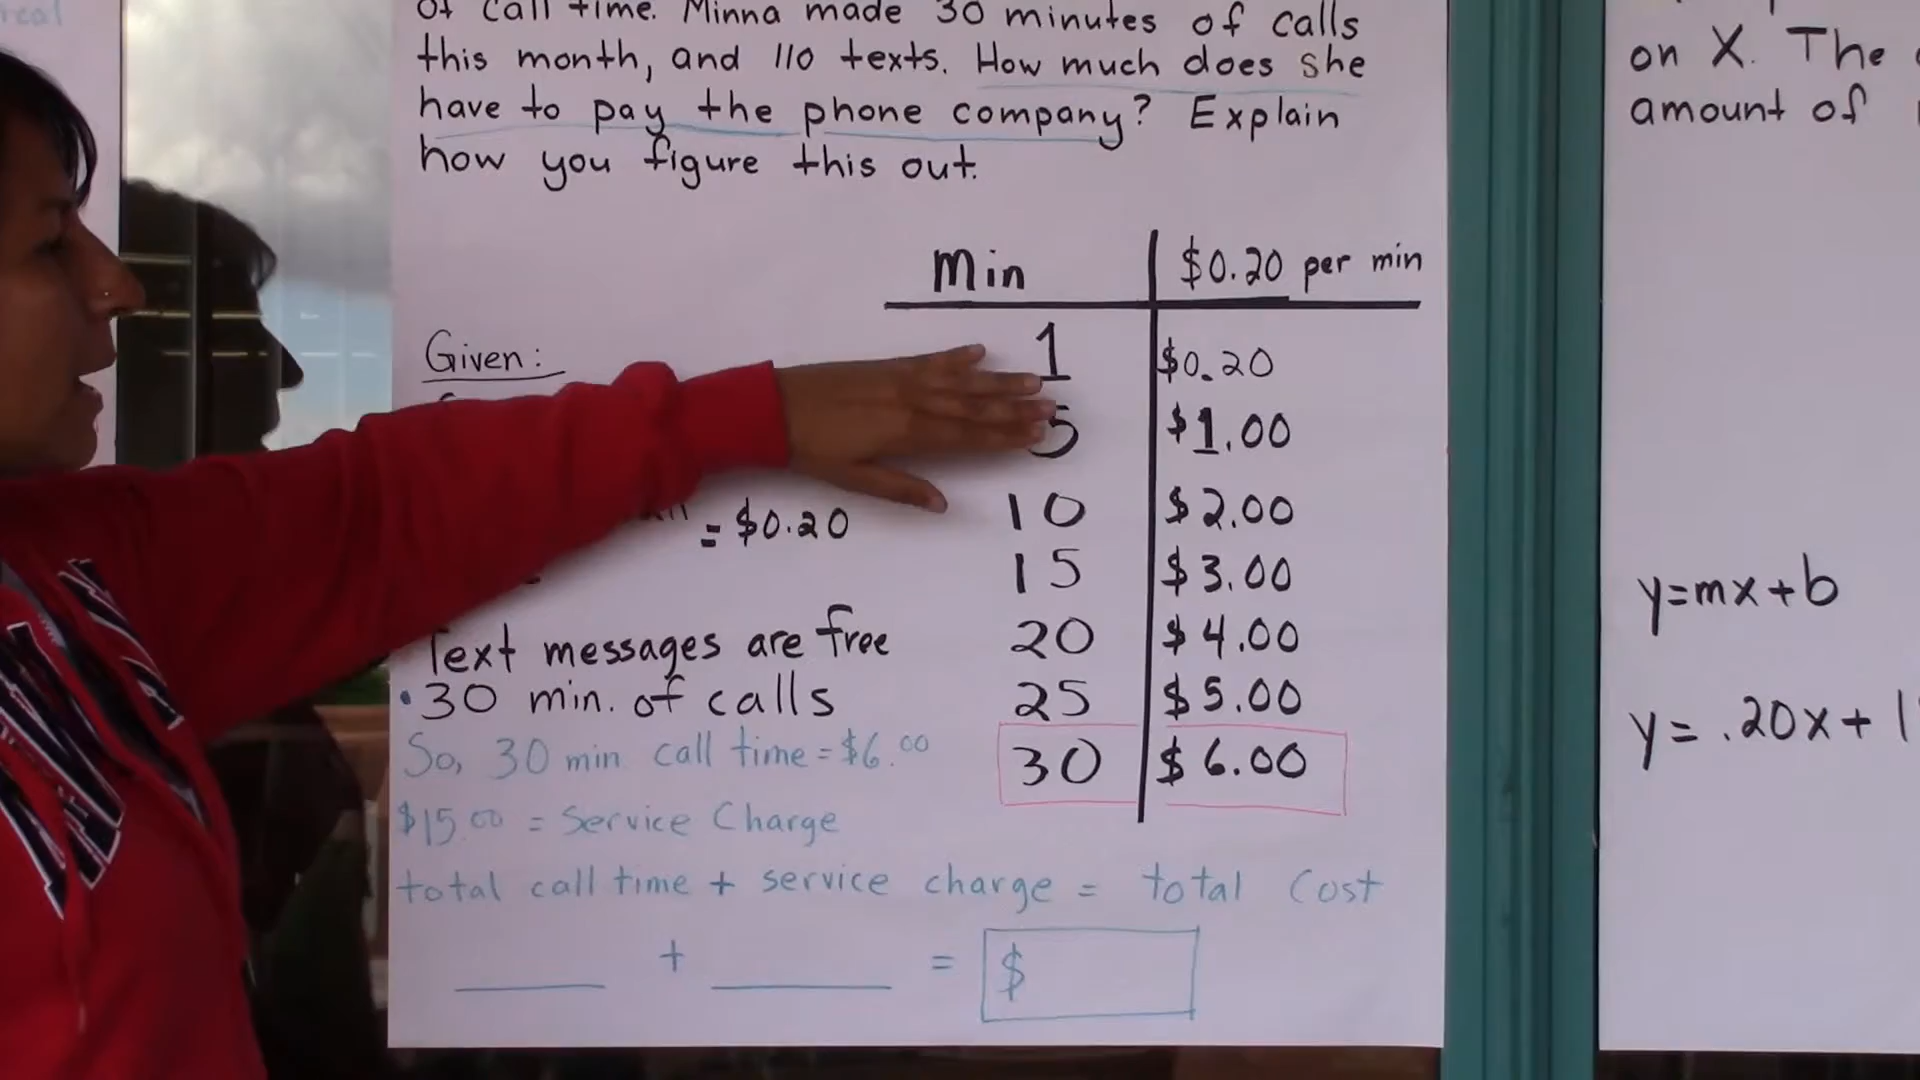 of call time. Minna made 30 minutes of calls
this month, and 110 texts. How much does she
have to pay the phone company? Explain
how you figure this out.
Min $0.20 per min
Given:
1 $0.20
5 $1.00
10 $2.00
= $0.20
15 $3.00
Text messages are free
20 $4.00
• 30 min. of calls
25 $5.00
So, 30 min call time = $6.00
30 $6.00
$15.00 = Service Charge
total call time + service charge = total Cost
+ = $
on X. The
amount of
y=mx+b
y= .20x+